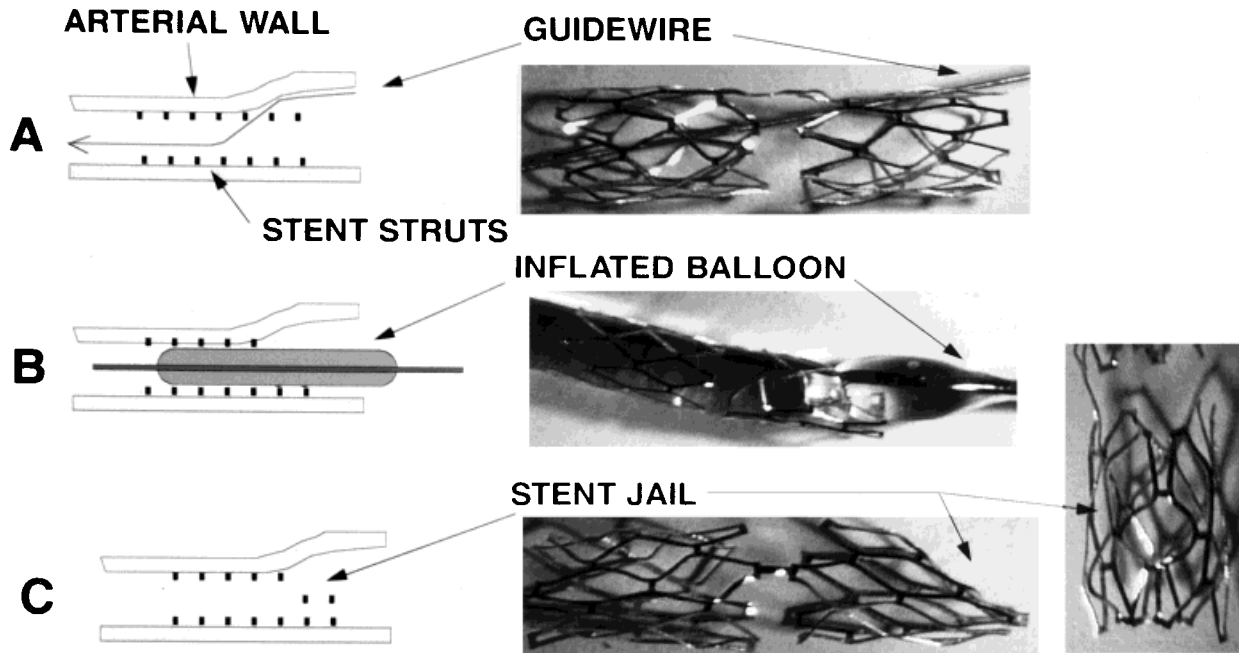 ARTERIAL WALL
GUIDEWIRE
A
STENT STRUTS
INFLATED BALLOON
B
STENT JAIL
C